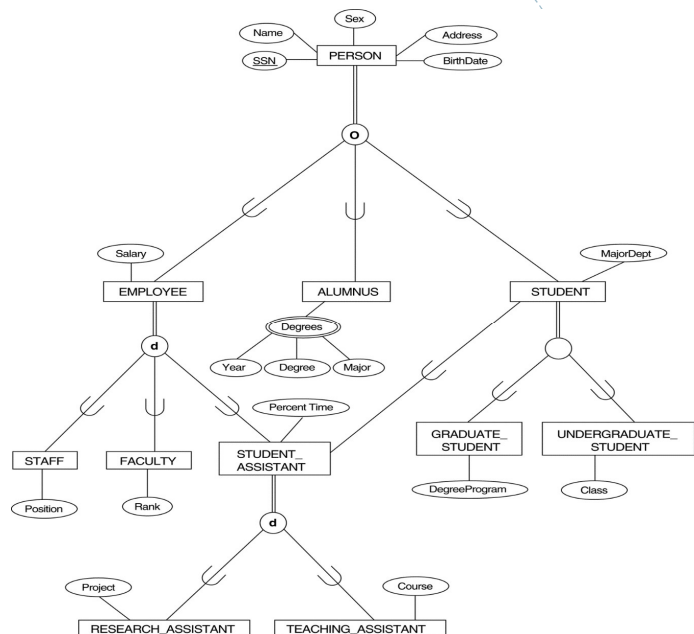 Sex
Name
Address
SSN
PERSON
BirthDate
O
Salary
MajorDept
EMPLOYEE
ALUMNUS
STUDENT
Degrees
d
Year
Degree
Major
Percent Time
STAFF
FACULTY
STUDENT_
ASSISTANT
GRADUATE_
STUDENT
UNDERGRADUATE_
STUDENT
Position
Rank
DegreeProgram
Class
d
Project
Course
RESEARCH_ASSISTANT
TEACHING_ASSISTANT